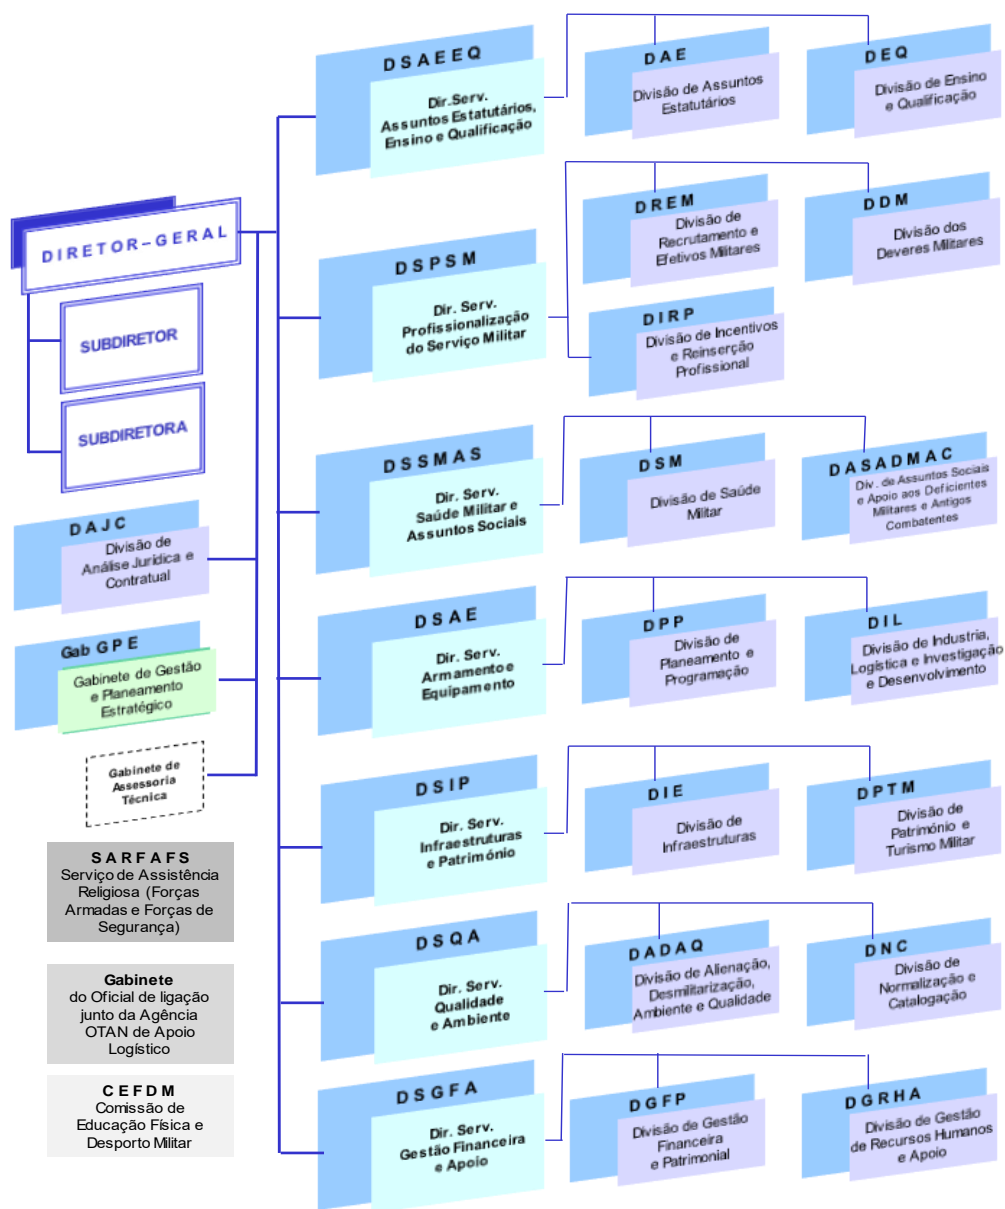 DIRETOR–GERAL
SUBDIRETOR
SUBDIRETORA
DAJC
Divisão de
Análise Jurídica e
Contratual
Gab GPE
Gabinete de Gestão
e Planeamento
Estratégico
Gabinete de
Assessoria
Técnica
SARFAFS
Serviço de Assistência
Religiosa (Forças
Armadas e Forças de
Segurança)
Gabinete
do Oficial de ligação
junto da Agência
OTAN de Apoio
Logístico
CEFDM
Comissão de
Educação Física e
Desporto Militar
DSAEEQ
Dir.Serv.
Assuntos Estatutários,
Ensino e Qualificação
DAE
Divisão de Assuntos
Estatutários
DEQ
Divisão de Ensino
e Qualificação
DSPSM
Dir. Serv.
Profissionalização
do Serviço Militar
DREM
Divisão de
Recrutamento e
Efetivos Militares
DDM
Divisão dos
Deveres Militares
DIRP
Divisão de Incentivos
e Reinserção
Profissional
DSSMAS
Dir. Serv.
Saúde Militar e
Assuntos Sociais
DSM
Divisão de Saúde
Militar
DASADMAC
Div. de Assuntos Sociais
e Apoio aos Deficientes
Militares e Antigos
Combatentes
DSAE
Dir. Serv.
Armamento e
Equipamento
DPP
Divisão de
Planeamento e
Programação
DIL
Divisão de Industria,
Logística e Investigação
e Desenvolvimento
DSIP
Dir. Serv.
Infraestruturas
e Património
DIE
Divisão de
Infraestruturas
DPTM
Divisão de
Património e
Turismo Militar
DSQA
Dir. Serv.
Qualidade
e Ambiente
DADAQ
Divisão de Alienação,
Desmilitarização,
Ambiente e Qualidade
DNC
Divisão de
Normalização e
Catalogação
DSGFA
Dir. Serv.
Gestão Financeira
e Apoio
DGFP
Divisão de Gestão
Financeira
e Patrimonial
DGRHA
Divisão de Gestão
de Recursos Humanos
e Apoio